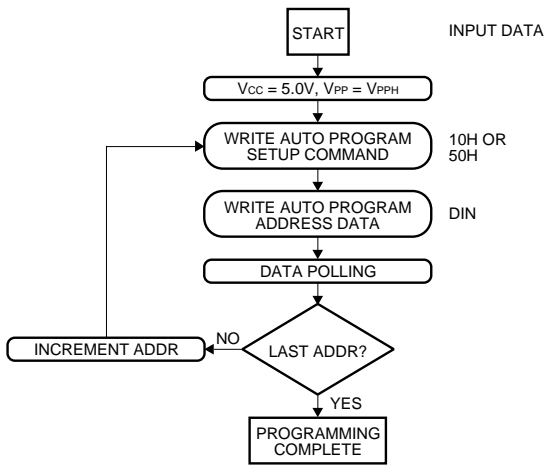 START
INPUT DATA
VCC = 5.0V, VPP = VPPH
WRITE AUTO PROGRAM
SETUP COMMAND
10H OR
50H
WRITE AUTO PROGRAM
ADDRESS DATA
DIN
DATA POLLING
LAST ADDR?
NO
INCREMENT ADDR
YES
PROGRAMMING
COMPLETE